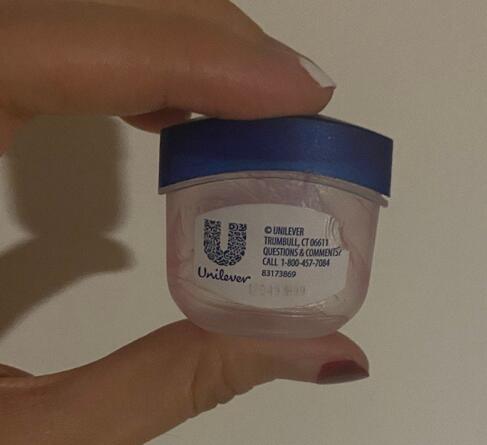 © UNILEVER
TRUMBULL, CT 06611
QUESTIONS & COMMENTS?
CALL 1-800-457-7084
83173869
Unilever